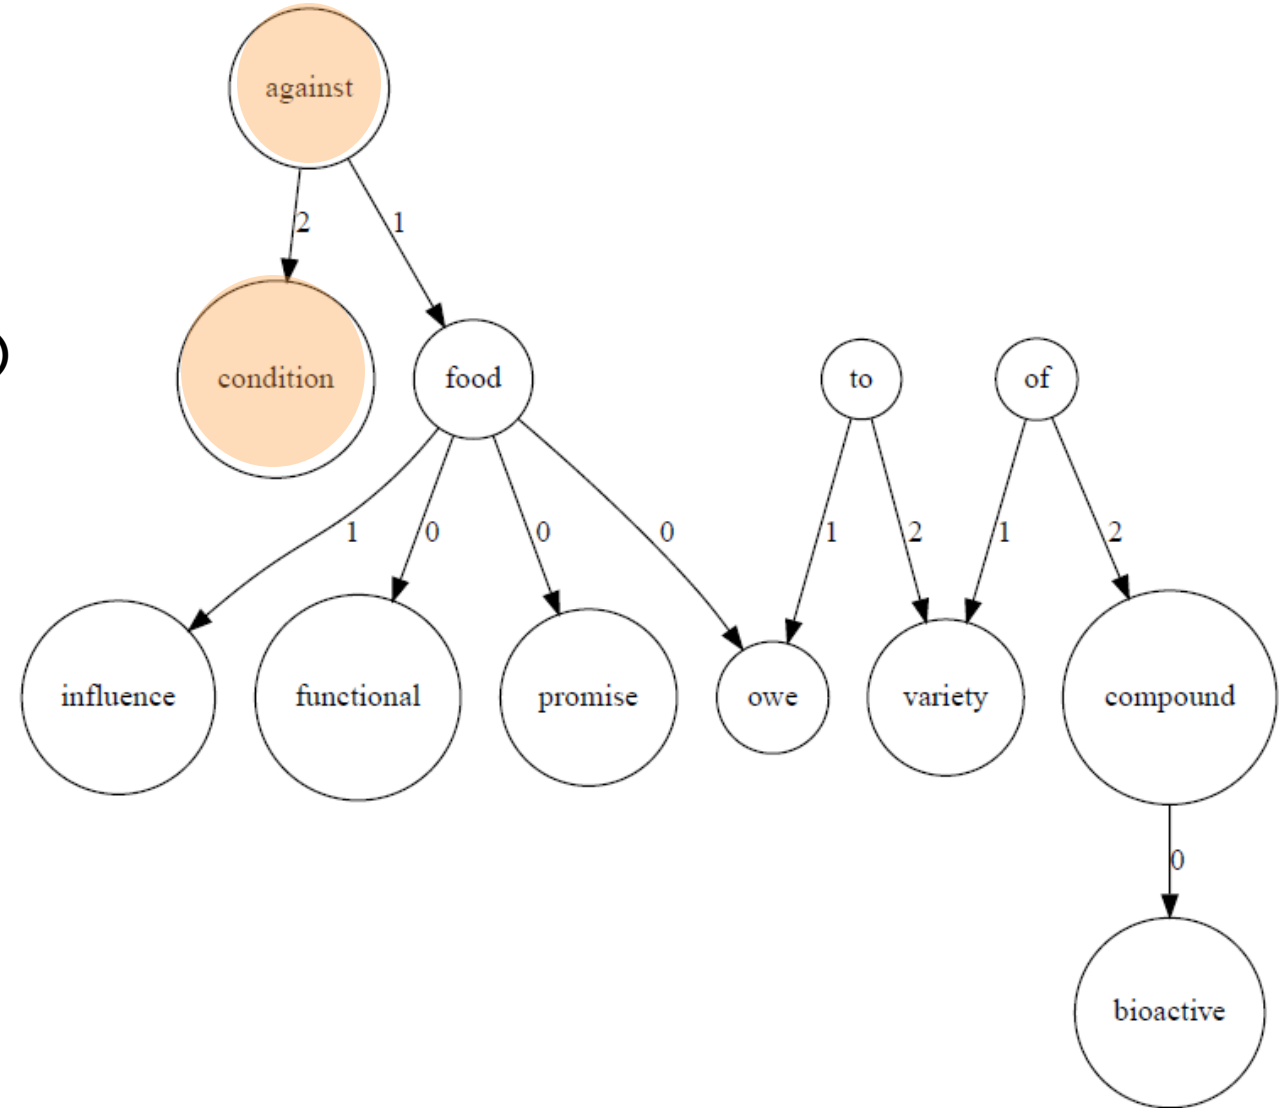 against
2 1
)
condition food to of
1 0 0 0 1 2 1 2
influence functional promise owe variety compound
0
bioactive